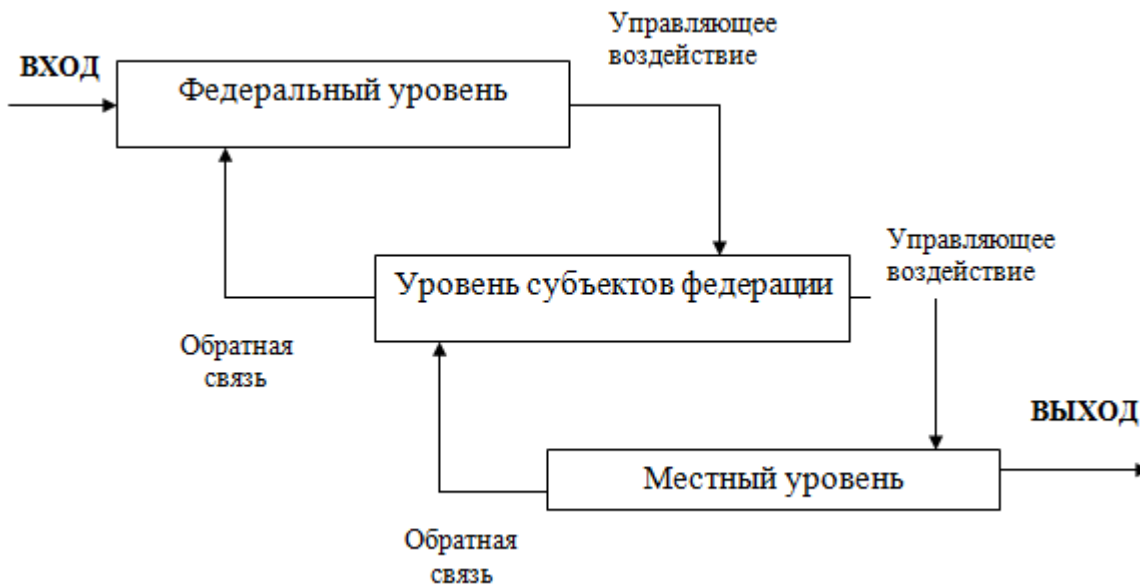 Управляющее
воздействие
ВХОД
Федеральный уровень
Управляющее
воздействие
Уровень субъектов федерации
Обратная
связь
ВЫХОД
Местный уровень
Обратная
связь